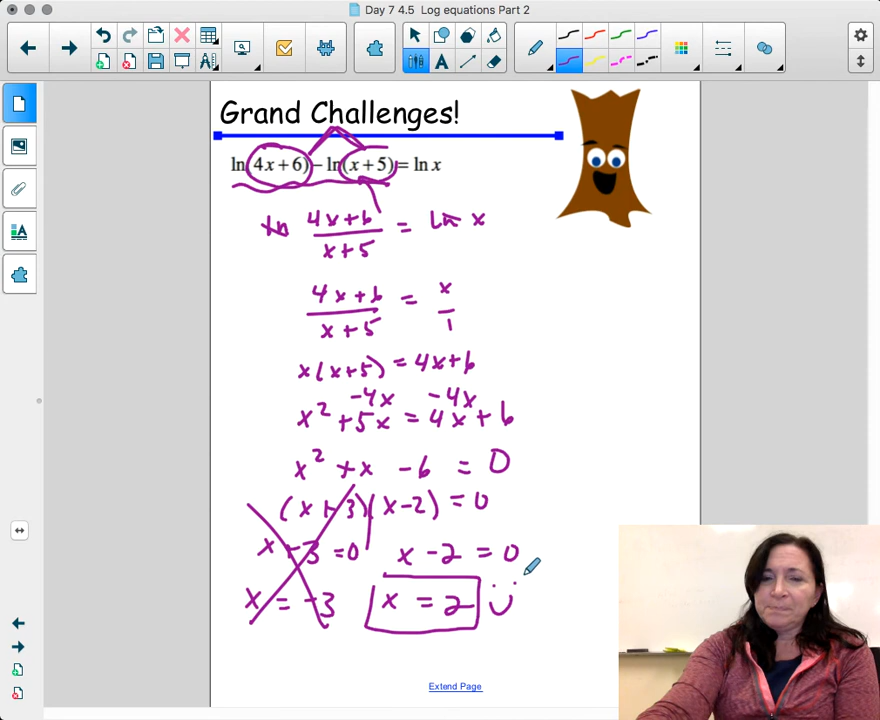 Day 7 4.5 Log equations Part 2
Grand Challenges!
ln(4x+6) – ln(x+5) = ln x
ln 4x+6/x+5 = ln x
4x+6/x+5 = x/1
x(x+5) = 4x+6
-4x -4x
x² +5x = 4x+6
x² +x -6 = 0
(x+3)(x-2) = 0
x+3=0 x-2=0
x = -3 x = 2
Extend Page